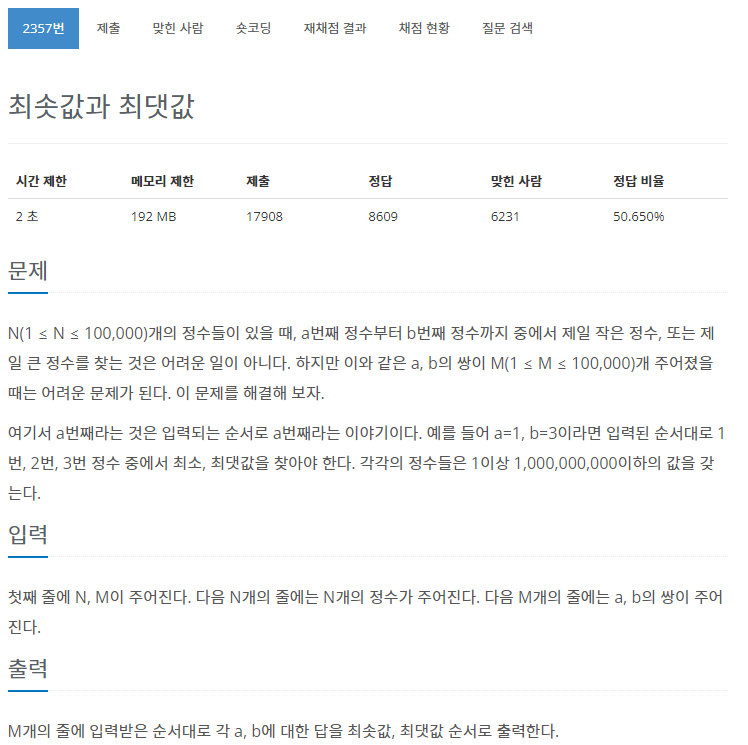 2357번 제출 맞힌 사람 숏코딩 재채점 결과 채점 현황 질문 검색
최솟값과 최댓값
시간 제한 메모리 제한 제출 정답 맞힌 사람 정답 비율
2 초 192 MB 17908 8609 6231 50.650%
문제
N(1 ≤ N ≤ 100,000)개의 정수들이 있을 때, a번째 정수부터 b번째 정수까지 중에서 제일 작은 정수, 또는 제
일 큰 정수를 찾는 것은 어려운 일이 아니다. 하지만 이와 같은 a, b의 쌍이 M(1 ≤ M ≤ 100,000)개 주어졌을
때는 어려운 문제가 된다. 이 문제를 해결해 보자.
여기서 a번째라는 것은 입력되는 순서로 a번째라는 이야기이다. 예를 들어 a=1, b=3이라면 입력된 순서대로 1
번, 2번, 3번 정수 중에서 최소, 최댓값을 찾아야 한다. 각각의 정수들은 1이상 1,000,000,000이하의 값을 갖
는다.
입력
첫째 줄에 N, M이 주어진다. 다음 N개의 줄에는 N개의 정수가 주어진다. 다음 M개의 줄에는 a, b의 쌍이 주어
진다.
출력
M개의 줄에 입력받은 순서대로 각 a, b에 대한 답을 최솟값, 최댓값 순서로 출력한다.